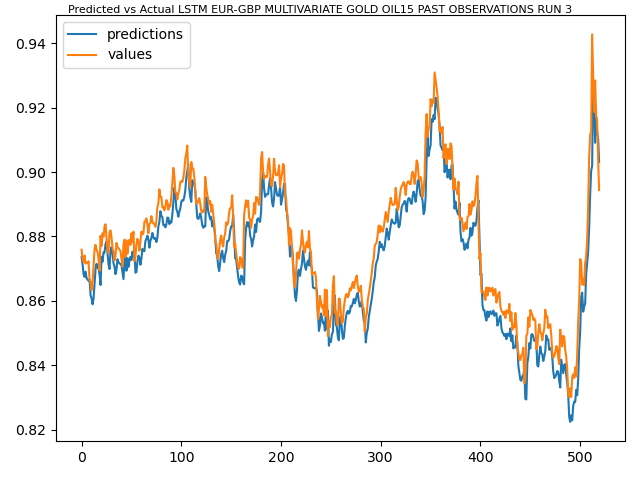 Predicted vs Actual LSTM EUR-GBP MULTIVARIATE GOLD OIL15 PAST OBSERVATIONS RUN 3
predictions
values
0.94
0.92
0.90
0.88
0.86
0.84
0.82
0 100 200 300 400 500